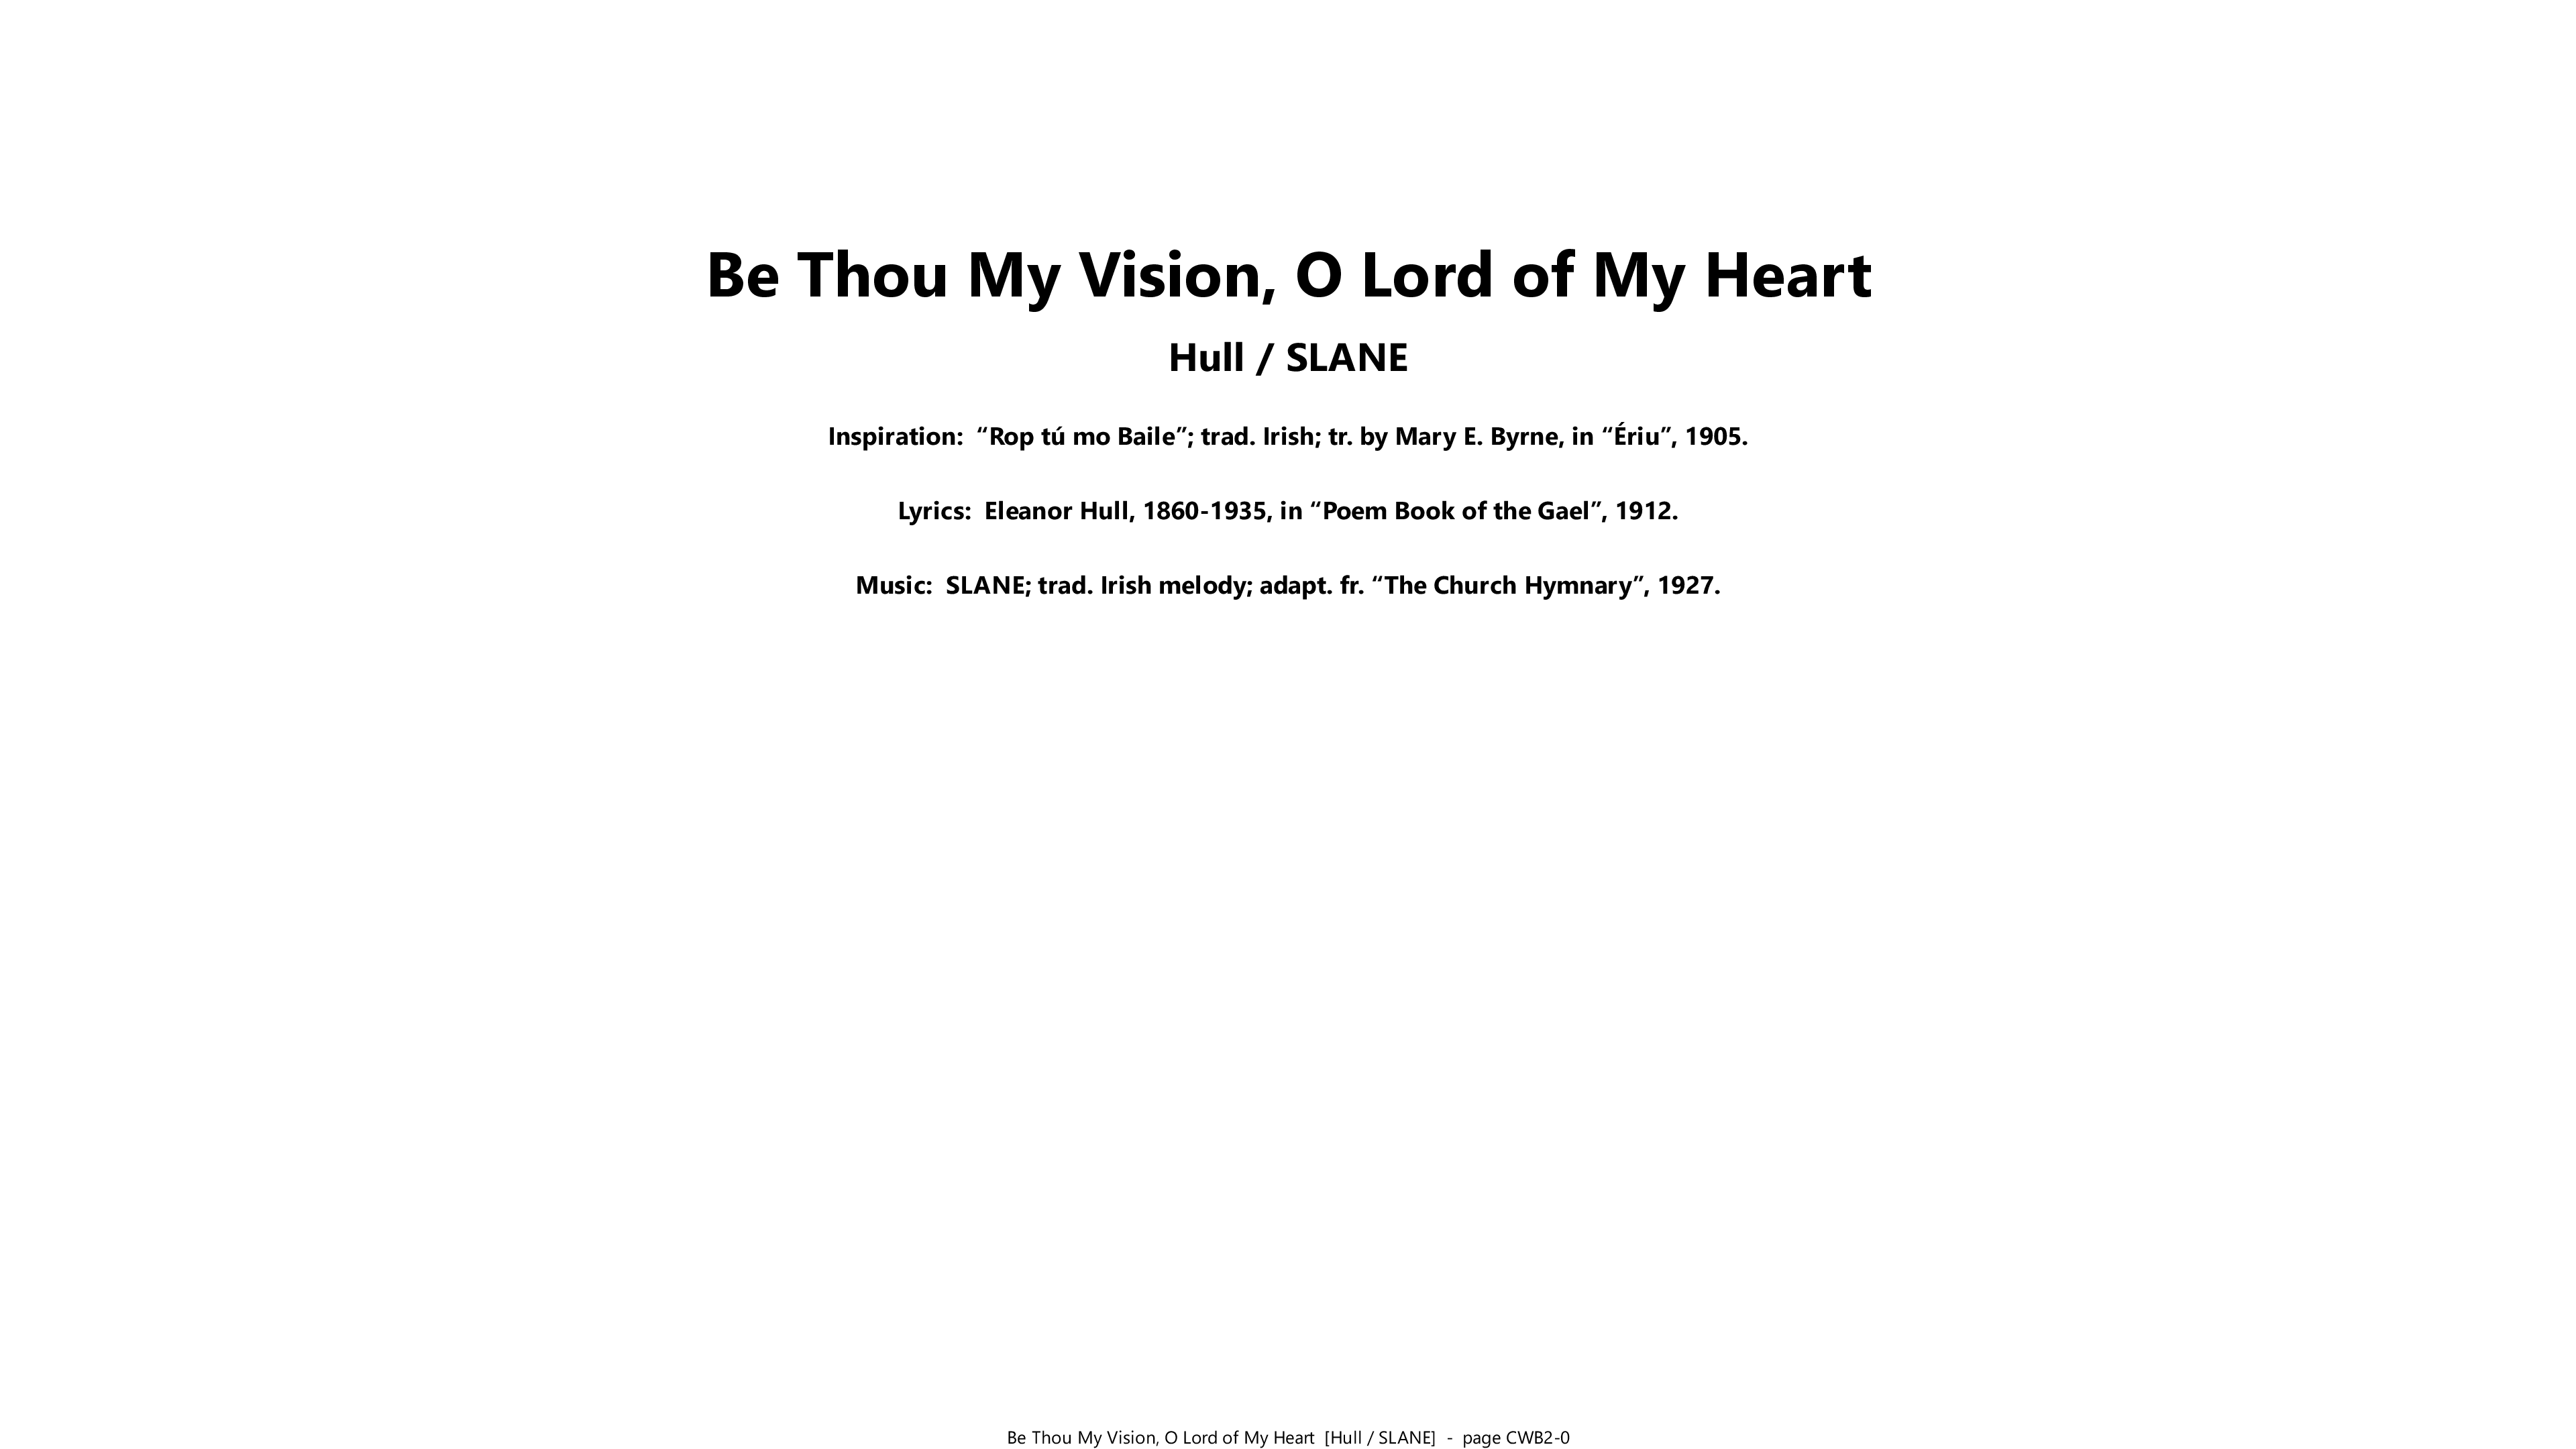 Be Thou My Vision, O Lord of My Heart
Hull / SLANE
Inspiration:  “Rop tú mo Baile”; trad. Irish; tr. by Mary E. Byrne, in “Ériu”, 1905.
Lyrics:  Eleanor Hull, 1860-1935, in “Poem Book of the Gael”, 1912.
Music:  SLANE; trad. Irish melody; adapt. fr. “The Church Hymnary”, 1927.
Be Thou My Vision, O Lord of My Heart  [Hull / SLANE]  -  page CWB2-0